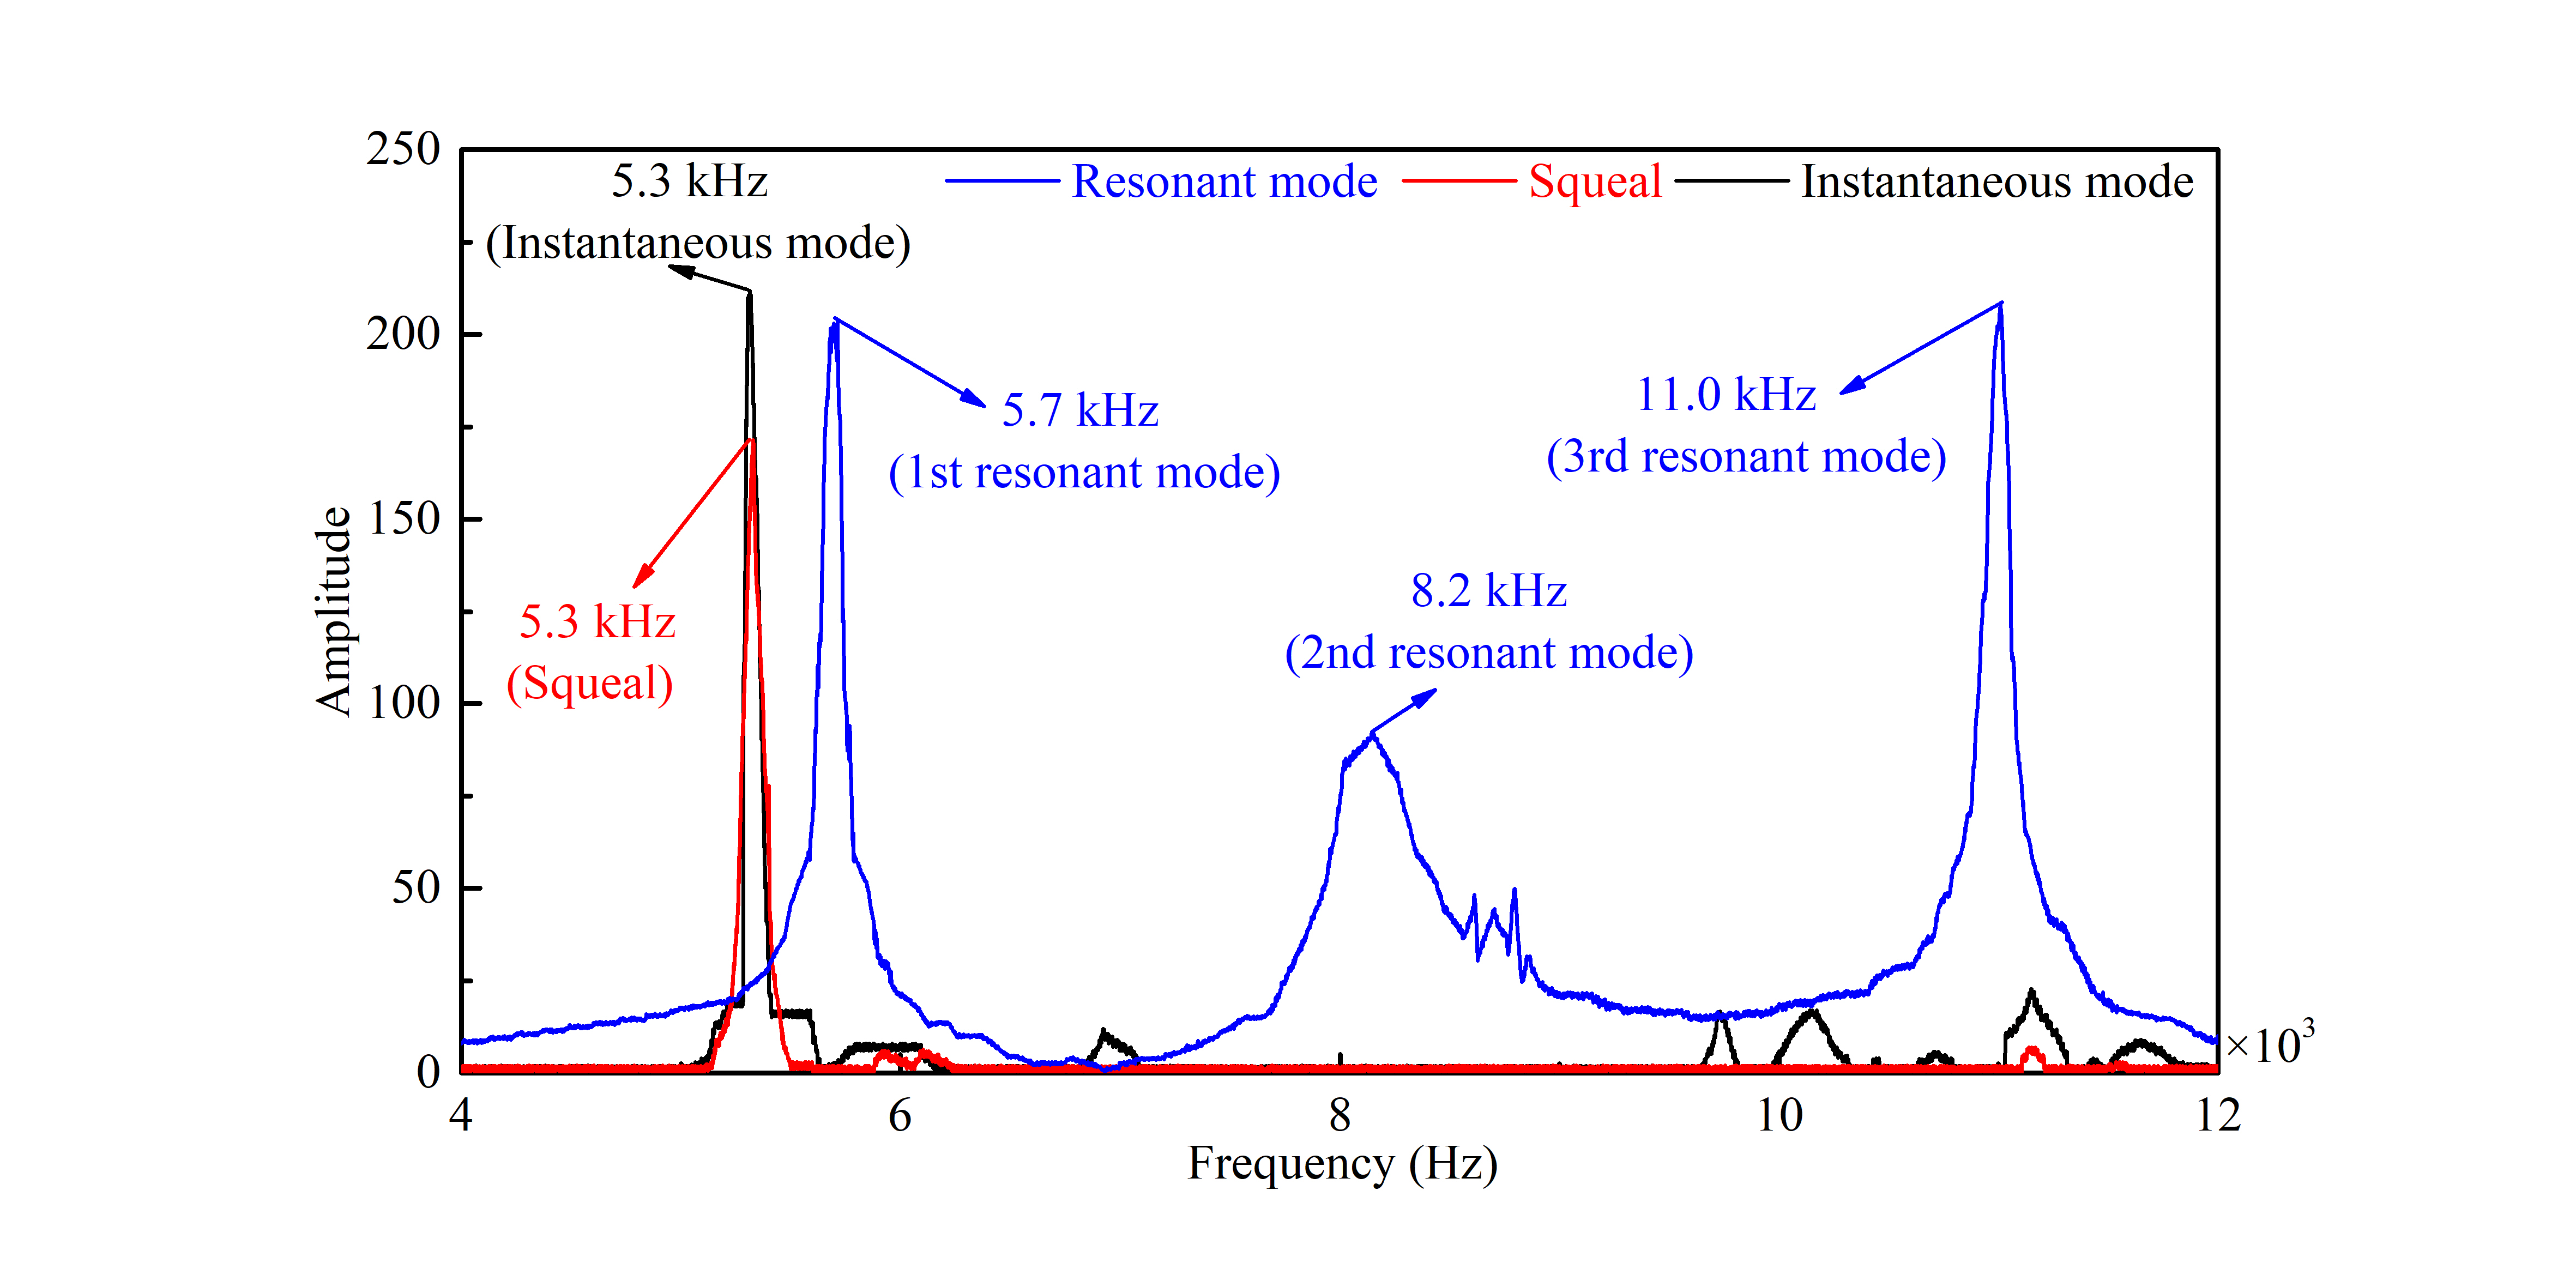 250
5.3 kHz
(Instantaneous mode)
Resonant mode
Squeal
Instantaneous mode
200
5.7 kHz
(1st resonant mode)
11.0 kHz
(3rd resonant mode)
150
8.2 kHz
(2nd resonant mode)
5.3 kHz
(Squeal)
Amplitude
100
50
0
×10³
4
6
8
10
12
Frequency (Hz)